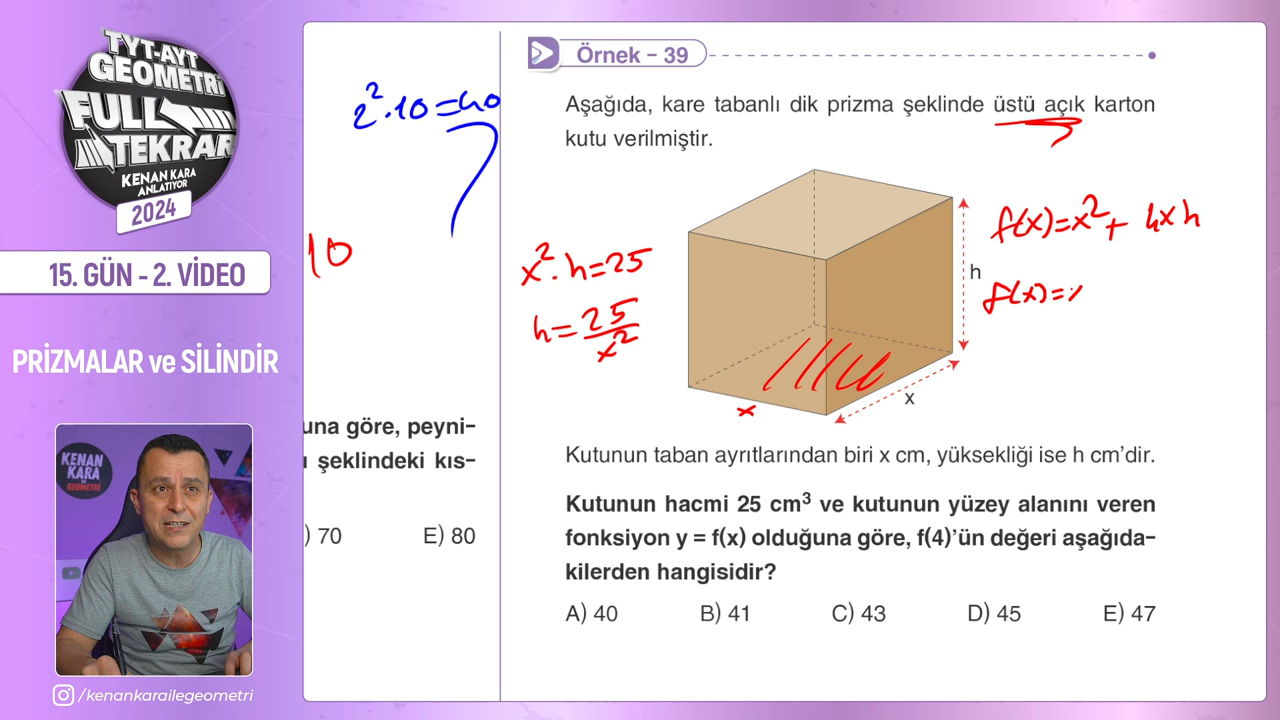 TYT-AYT
GEOMETRİ
FULL
TEKRAR
KENAN KARA
ANLATIYOR
2024
15. GÜN - 2. VİDEO
PRİZMALAR ve SİLİNDİR
KENAN
KARA
GEOMETRİ
/kenankarailegeometri
2².10=40
10
una göre, peyni-
şeklindeki kıs-
) 70 E) 80
Örnek – 39
Aşağıda, kare tabanlı dik prizma şeklinde üstü açık karton
kutu verilmiştir.
f(x)=x²+ 4xh
x².h=25
h
f(x)=
h=25/x²
x
x
Kutunun taban ayrıtlarından biri x cm, yüksekliği ise h cm'dir.
Kutunun hacmi 25 cm³ ve kutunun yüzey alanını veren
fonksiyon y = f(x) olduğuna göre, f(4)'ün değeri aşağıda-
kilerden hangisidir?
A) 40 B) 41 C) 43 D) 45 E) 47